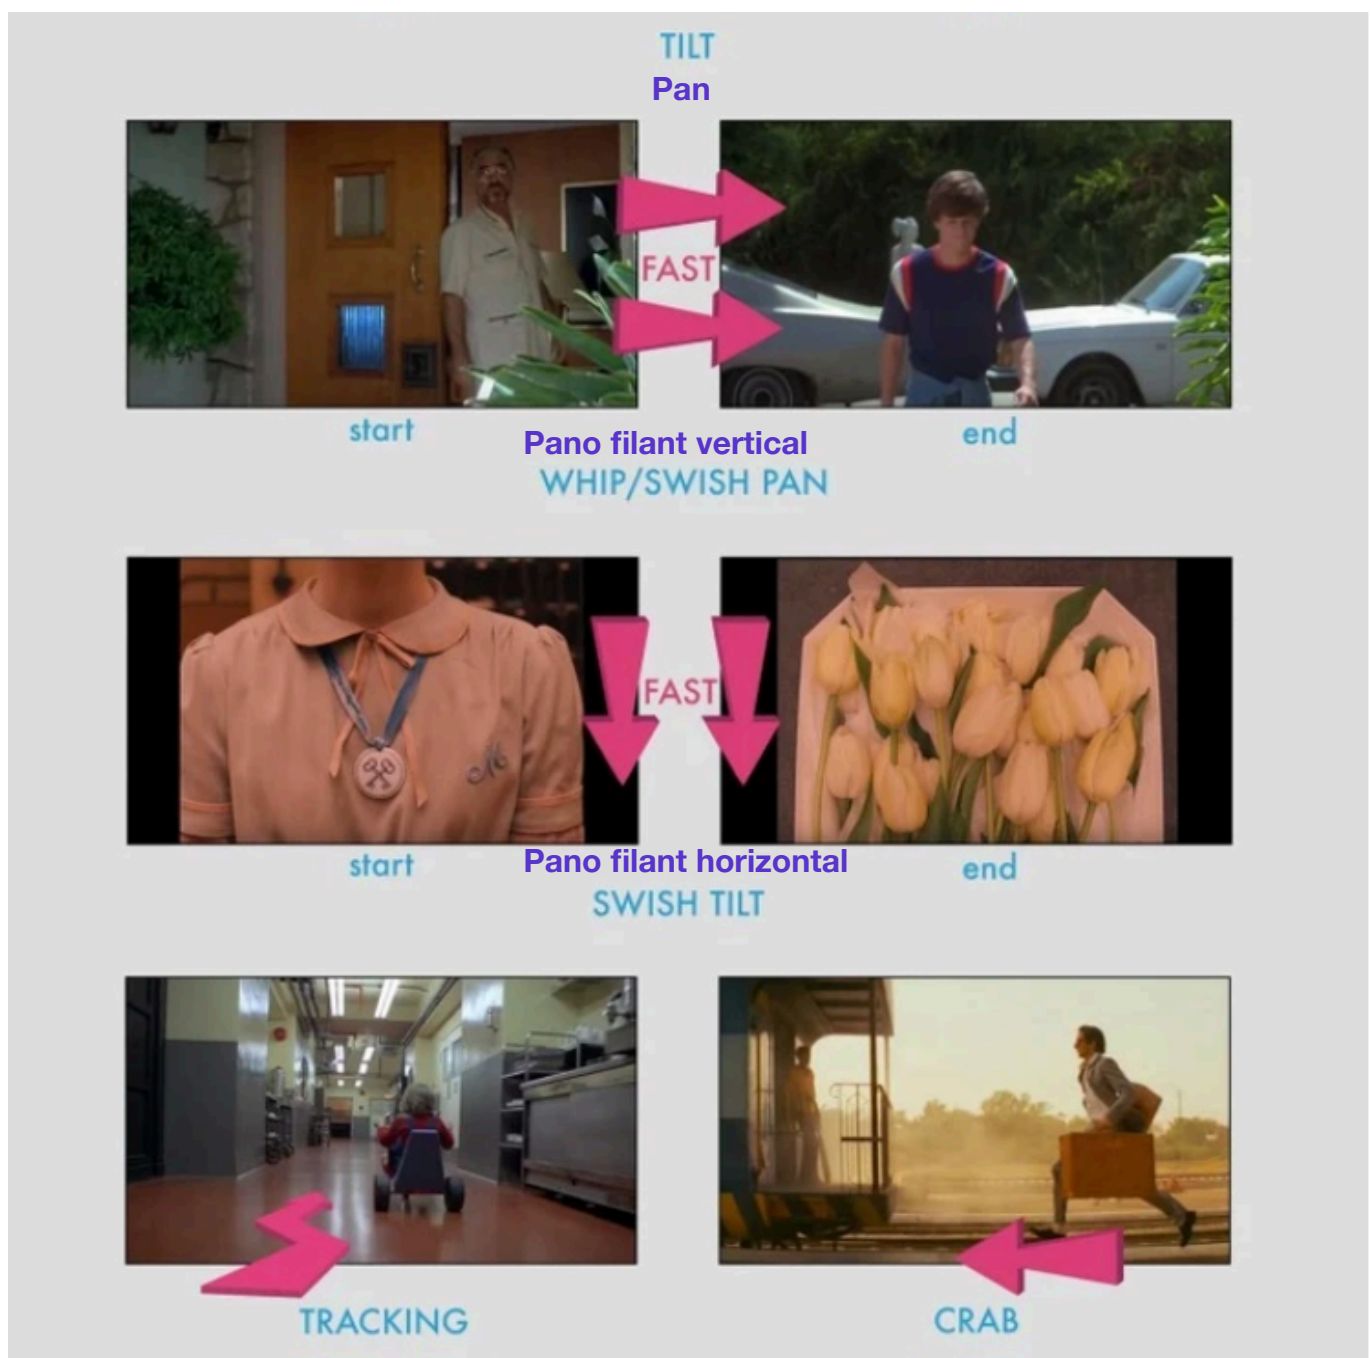 TILT
Pan
FAST
start
Pano filant vertical
end
WHIP/SWISH PAN
FAST
start
Pano filant horizontal
end
SWISH TILT
TRACKING
CRAB